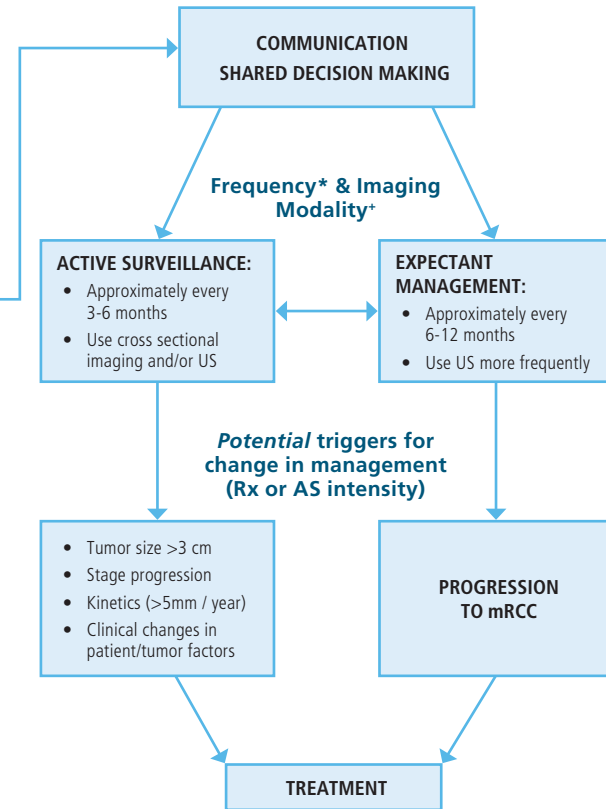 COMMUNICATION
SHARED DECISION MAKING
Frequency* & Imaging
Modality+
ACTIVE SURVEILLANCE:
• Approximately every
3-6 months
• Use cross sectional
imaging and/or US
EXPECTANT
MANAGEMENT:
• Approximately every
6-12 months
• Use US more frequently
Potential triggers for
change in management
(Rx or AS intensity)
• Tumor size >3 cm
• Stage progression
• Kinetics (>5mm / year)
• Clinical changes in
patient/tumor factors
PROGRESSION
TO mRCC
TREATMENT